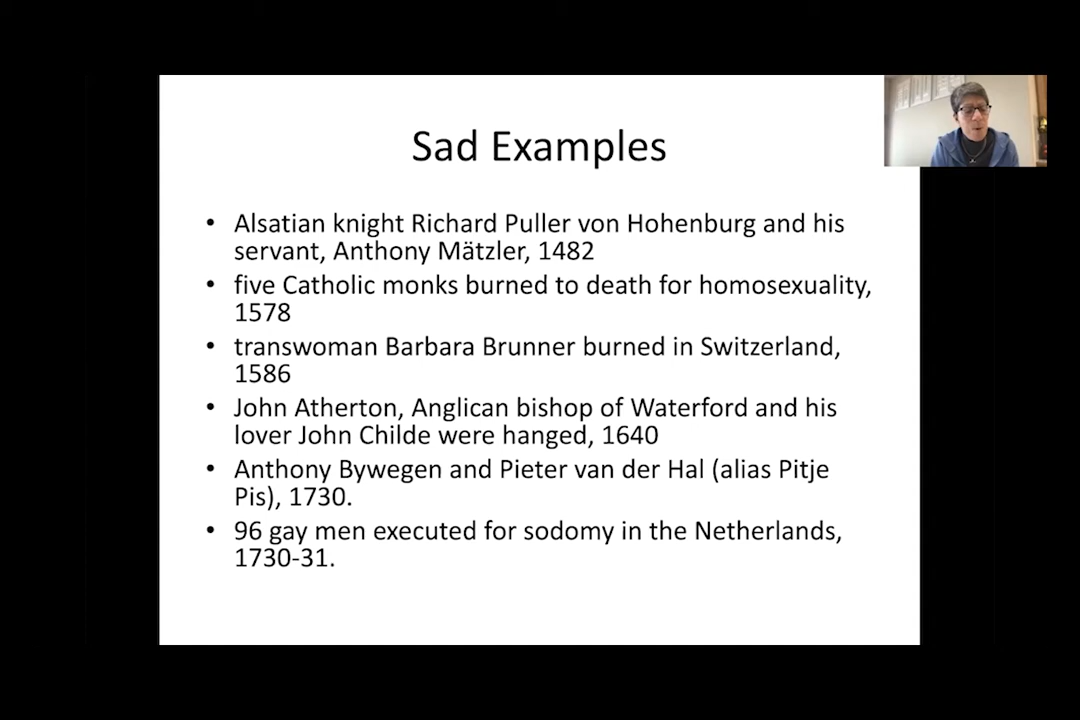 Sad Examples
• Alsatian knight Richard Puller von Hohenburg and his
servant, Anthony Mätzler, 1482
• five Catholic monks burned to death for homosexuality,
1578
• transwoman Barbara Brunner burned in Switzerland,
1586
• John Atherton, Anglican bishop of Waterford and his
lover John Childe were hanged, 1640
• Anthony Bywegen and Pieter van der Hal (alias Pitje
Pis), 1730.
• 96 gay men executed for sodomy in the Netherlands,
1730-31.